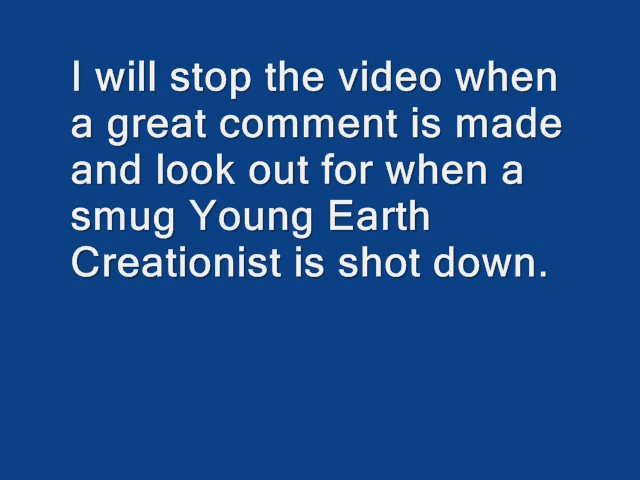 I will stop the video when
a great comment is made
and look out for when a
smug Young Earth
Creationist is shot down.